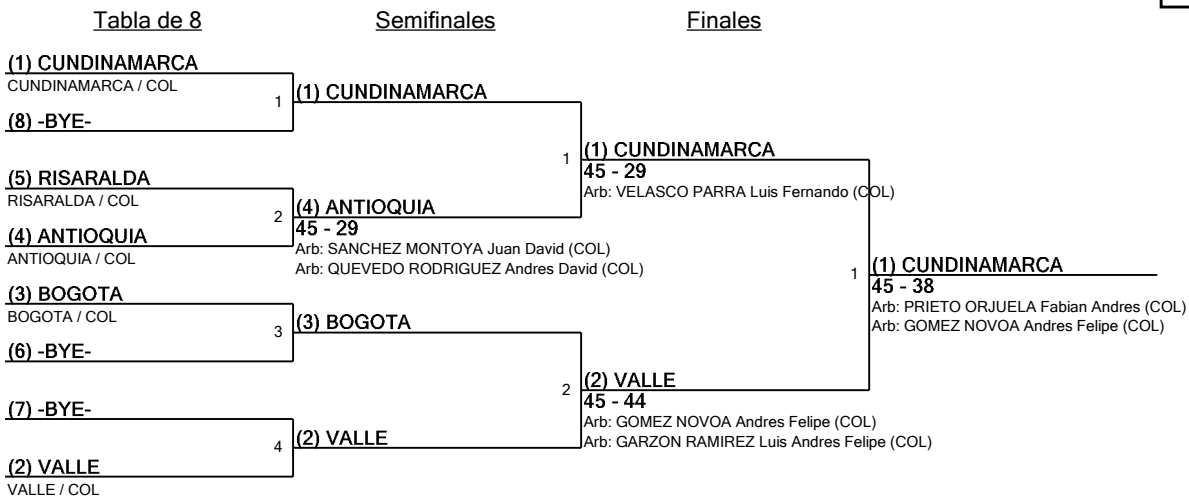 Tabla de 8
Semifinales
Finales
(1) CUNDINAMARCA
CUNDINAMARCA / COL
(8) -BYE-
(5) RISARALDA
RISARALDA / COL
(4) ANTIOQUIA
ANTIOQUIA / COL
(3) BOGOTA
BOGOTA / COL
(6) -BYE-
(7) -BYE-
(2) VALLE
VALLE / COL
1
(1) CUNDINAMARCA
2
(4) ANTIOQUIA
45 - 29
Arb: SANCHEZ MONTOYA Juan David (COL)
Arb: QUEVEDO RODRIGUEZ Andres David (COL)
3
(3) BOGOTA
4
(2) VALLE
1
(1) CUNDINAMARCA
45 - 29
Arb: VELASCO PARRA Luis Fernando (COL)
2
(2) VALLE
45 - 44
Arb: GOMEZ NOVOA Andres Felipe (COL)
Arb: GARZON RAMIREZ Luis Andres Felipe (COL)
1
(1) CUNDINAMARCA
45 - 38
Arb: PRIETO ORJUELA Fabian Andres (COL)
Arb: GOMEZ NOVOA Andres Felipe (COL)